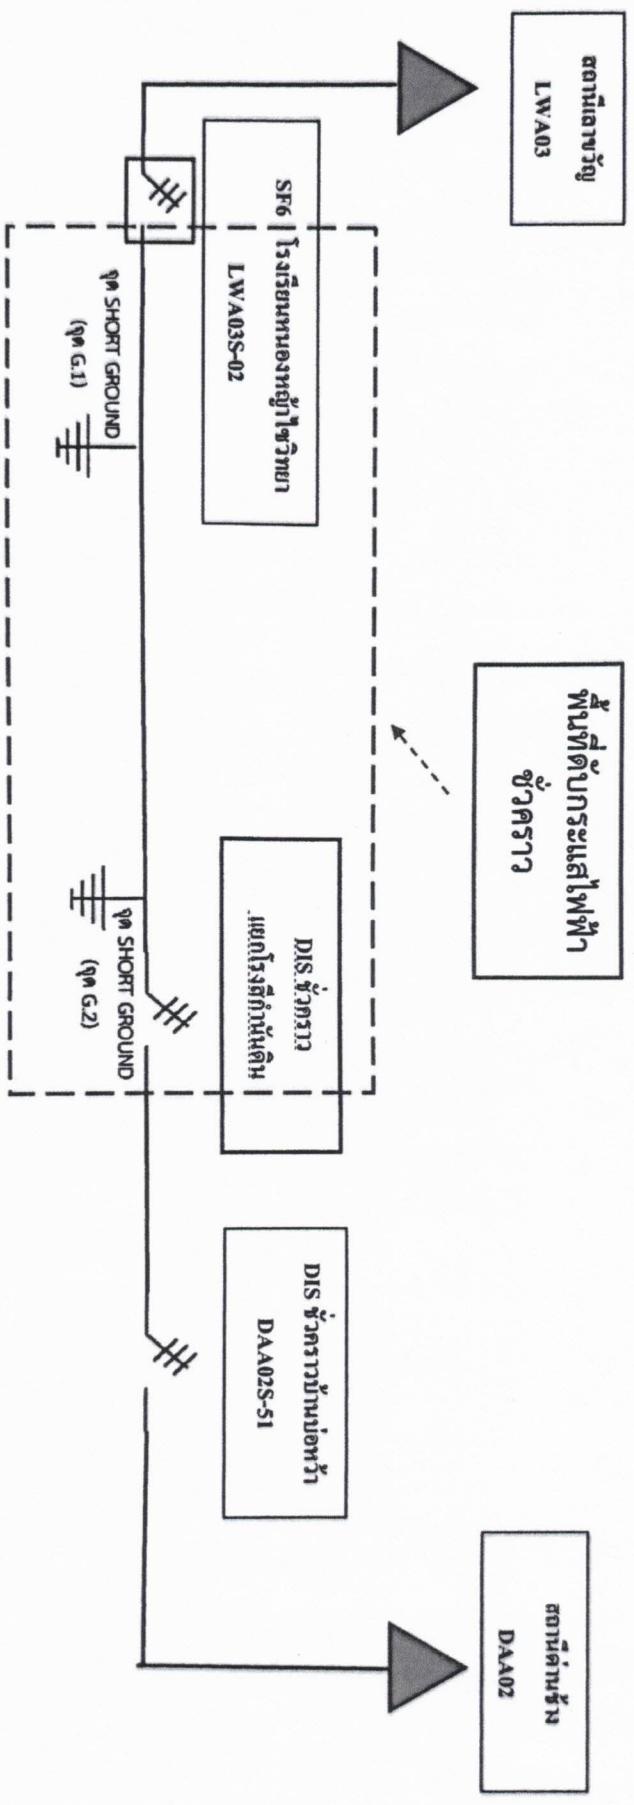 สถานีเลาขวัญ
LWA03
SF6 โรงเรียนหนองหญ้าไซวิทยา
LWA03S-02
จุด SHORT GROUND
(จุด G.1)
พื้นที่ดับกระแสไฟฟ้า
ชั่วคราว
DIS ชั่วคราว
แยกโรงสีกำนันดิน
จุด SHORT GROUND
(จุด G.2)
DIS ชั่วคราวบ้านบ่อหว้า
DAA02S-51
สถานีด่านช้าง
DAA02